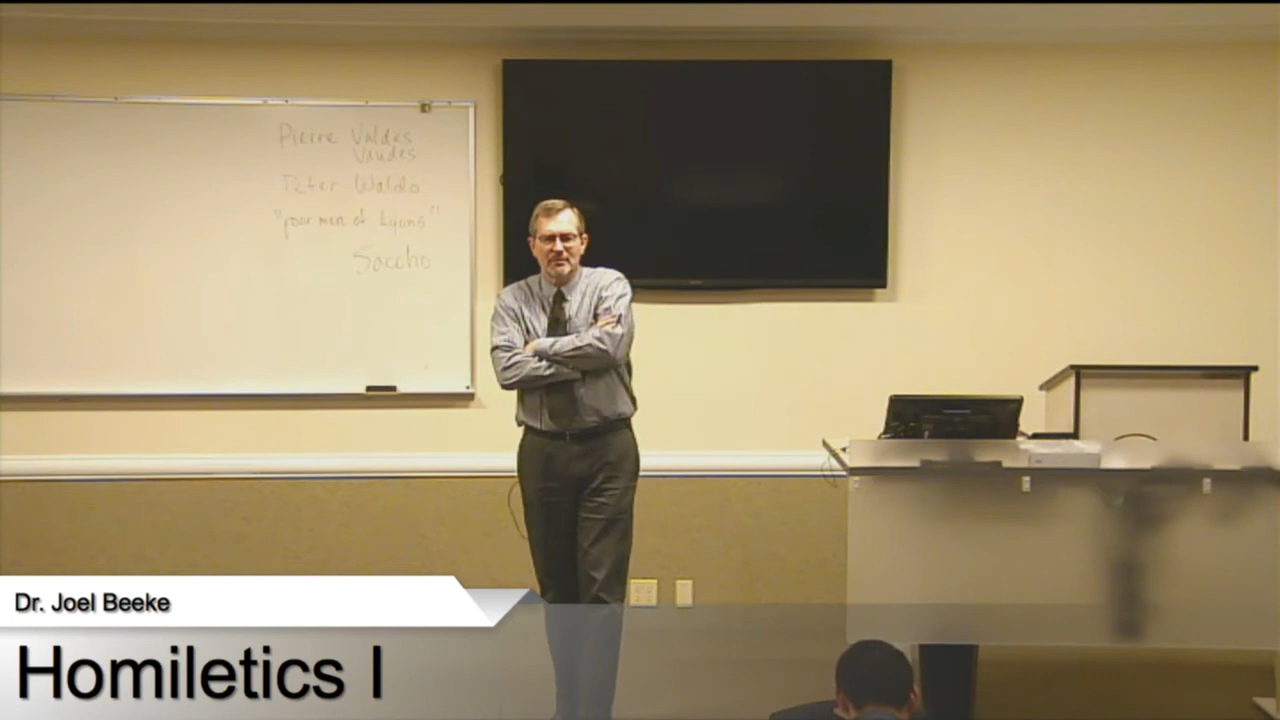 Pierre Valdes
Vaudes
Peter Waldo
"poor men of Lyons"
Saccho
Dr. Joel Beeke
Homiletics I